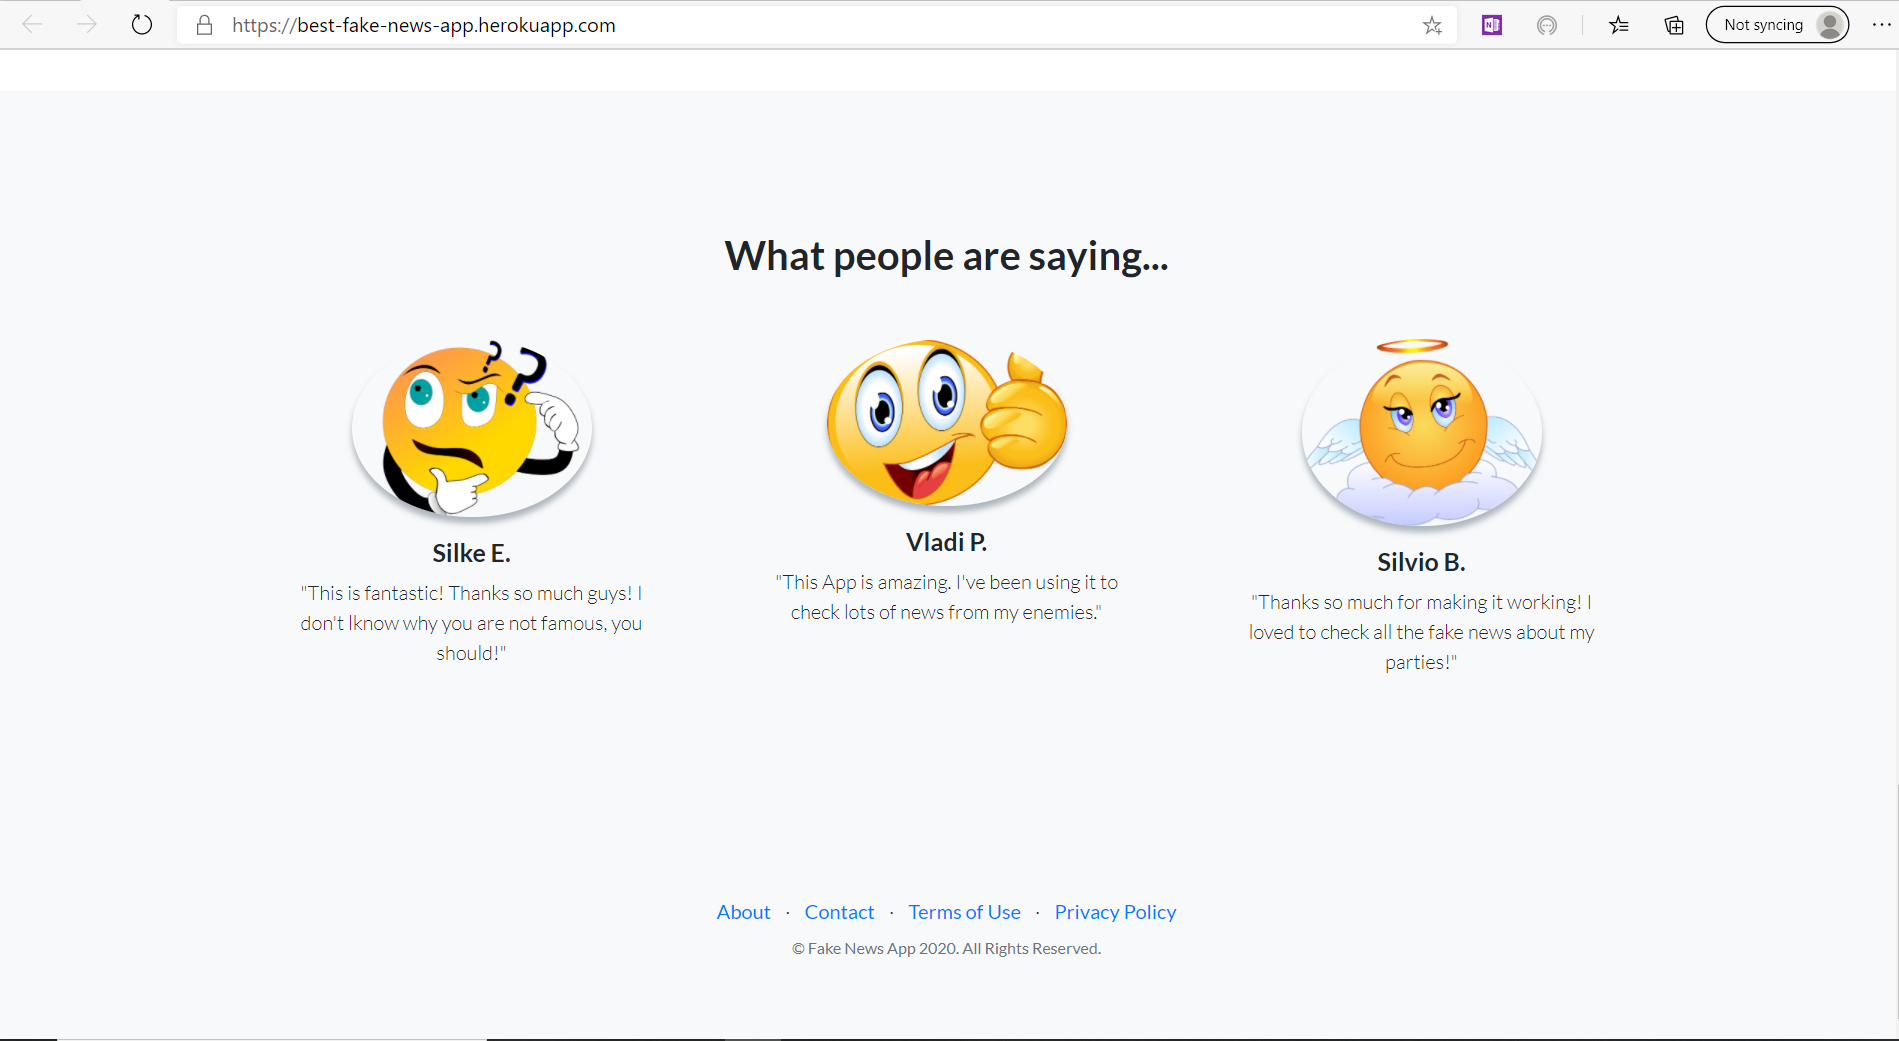 https://best-fake-news-app.herokuapp.com
Not syncing
What people are saying...
? ?
Silke E.
"This is fantastic! Thanks so much guys! I
don't lknow why you are not famous, you
should!"
Vladi P.
"This App is amazing. I've been using it to
check lots of news from my enemies."
Silvio B.
"Thanks so much for making it working! I
loved to check all the fake news about my
parties!"
About · Contact · Terms of Use · Privacy Policy
© Fake News App 2020. All Rights Reserved.